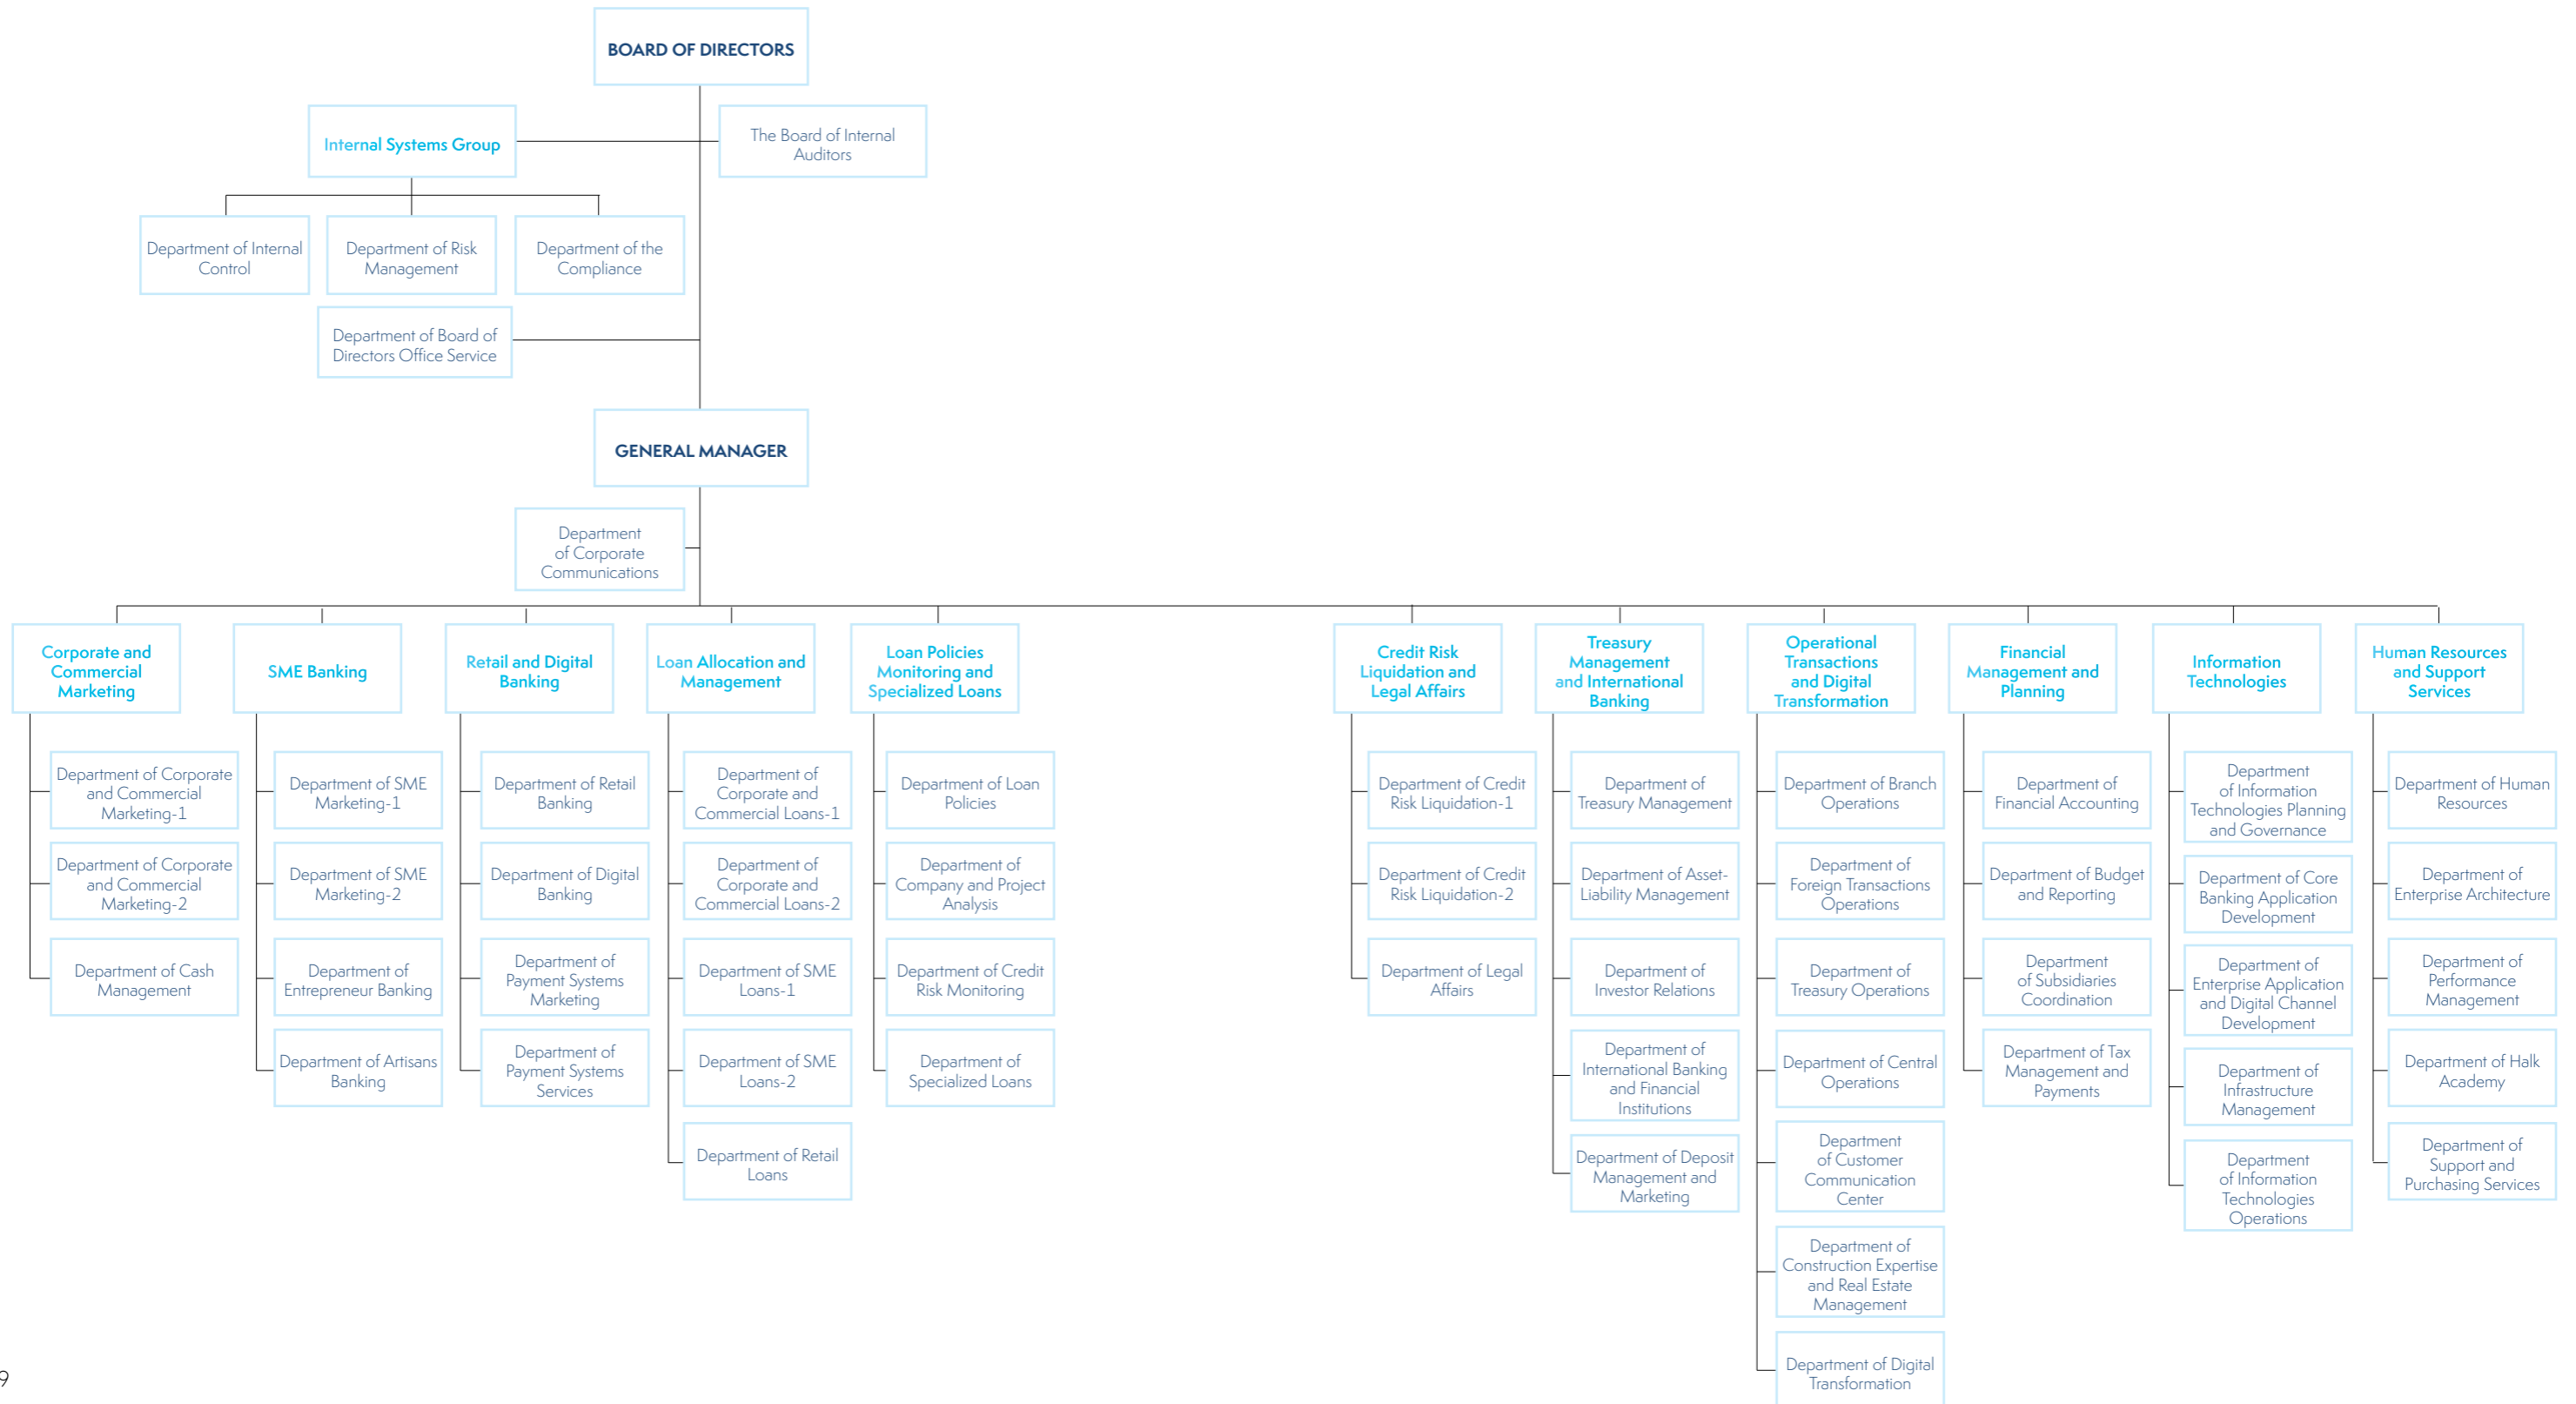 BOARD OF DIRECTORS
Internal Systems Group
The Board of Internal
Auditors
Department of Internal
Control
Department of Risk
Management
Department of the
Compliance
Department of Board of
Directors Office Service
GENERAL MANAGER
Department
of Corporate
Communications
Corporate and
Commercial
Marketing
Department of Corporate
and Commercial
Marketing-1
Department of Corporate
and Commercial
Marketing-2
Department of Cash
Management
SME Banking
Department of SME
Marketing-1
Department of SME
Marketing-2
Department of
Entrepreneur Banking
Department of Artisans
Banking
Retail and Digital
Banking
Department of Retail
Banking
Department of Digital
Banking
Department of
Payment Systems
Marketing
Department of
Payment Systems
Services
Loan Allocation and
Management
Department of
Corporate and
Commercial Loans-1
Department of
Corporate and
Commercial Loans-2
Department of SME
Loans-1
Department of SME
Loans-2
Department of Retail
Loans
Loan Policies
Monitoring and
Specialized Loans
Department of Loan
Policies
Department of
Company and Project
Analysis
Department of Credit
Risk Monitoring
Department of
Specialized Loans
Credit Risk
Liquidation and
Legal Affairs
Department of Credit
Risk Liquidation-1
Department of Credit
Risk Liquidation-2
Department of Legal
Affairs
Treasury
Management
and International
Banking
Department of
Treasury Management
Department of Asset-
Liability Management
Department of
Investor Relations
Department of
International Banking
and Financial
Institutions
Department of Deposit
Management and
Marketing
Operational
Transactions
and Digital
Transformation
Department of Branch
Operations
Department of
Foreign Transactions
Operations
Department of
Treasury Operations
Department of Central
Operations
Department
of Customer
Communication
Center
Department of
Construction Expertise
and Real Estate
Management
Department of Digital
Transformation
Financial
Management and
Planning
Department of
Financial Accounting
Department of Budget
and Reporting
Department
of Subsidiaries
Coordination
Department of Tax
Management and
Payments
Information
Technologies
Department
of Information
Technologies Planning
and Governance
Department of Core
Banking Application
Development
Department of
Enterprise Application
and Digital Channel
Development
Department of
Infrastructure
Management
Department
of Information
Technologies
Operations
Human Resources
and Support
Services
Department of Human
Resources
Department of
Enterprise Architecture
Department of
Performance
Management
Department of Halk
Academy
Department of
Support and
Purchasing Services
9